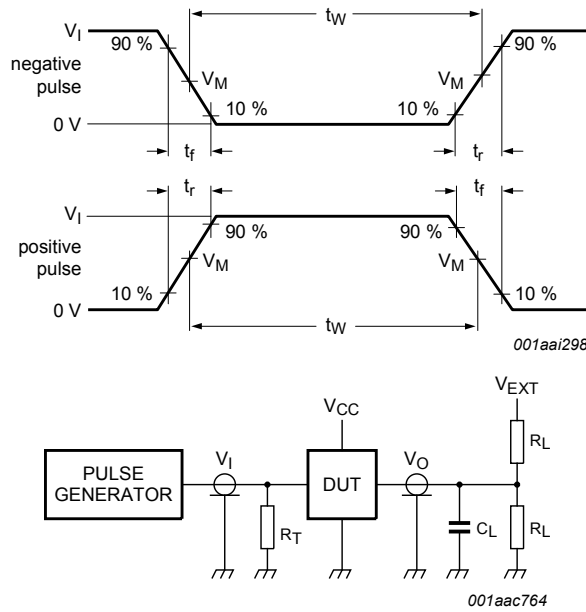 V_I
t_W
90 %
90 %
negative
pulse
V_M
V_M
10 %
10 %
0 V
t_f
t_r
t_r
t_f
V_I
90 %
90 %
positive
pulse
V_M
V_M
10 %
10 %
0 V
t_W
001aai298
V_EXT
V_CC
R_L
V_I
V_O
PULSE
GENERATOR
DUT
R_T
C_L
R_L
001aac764